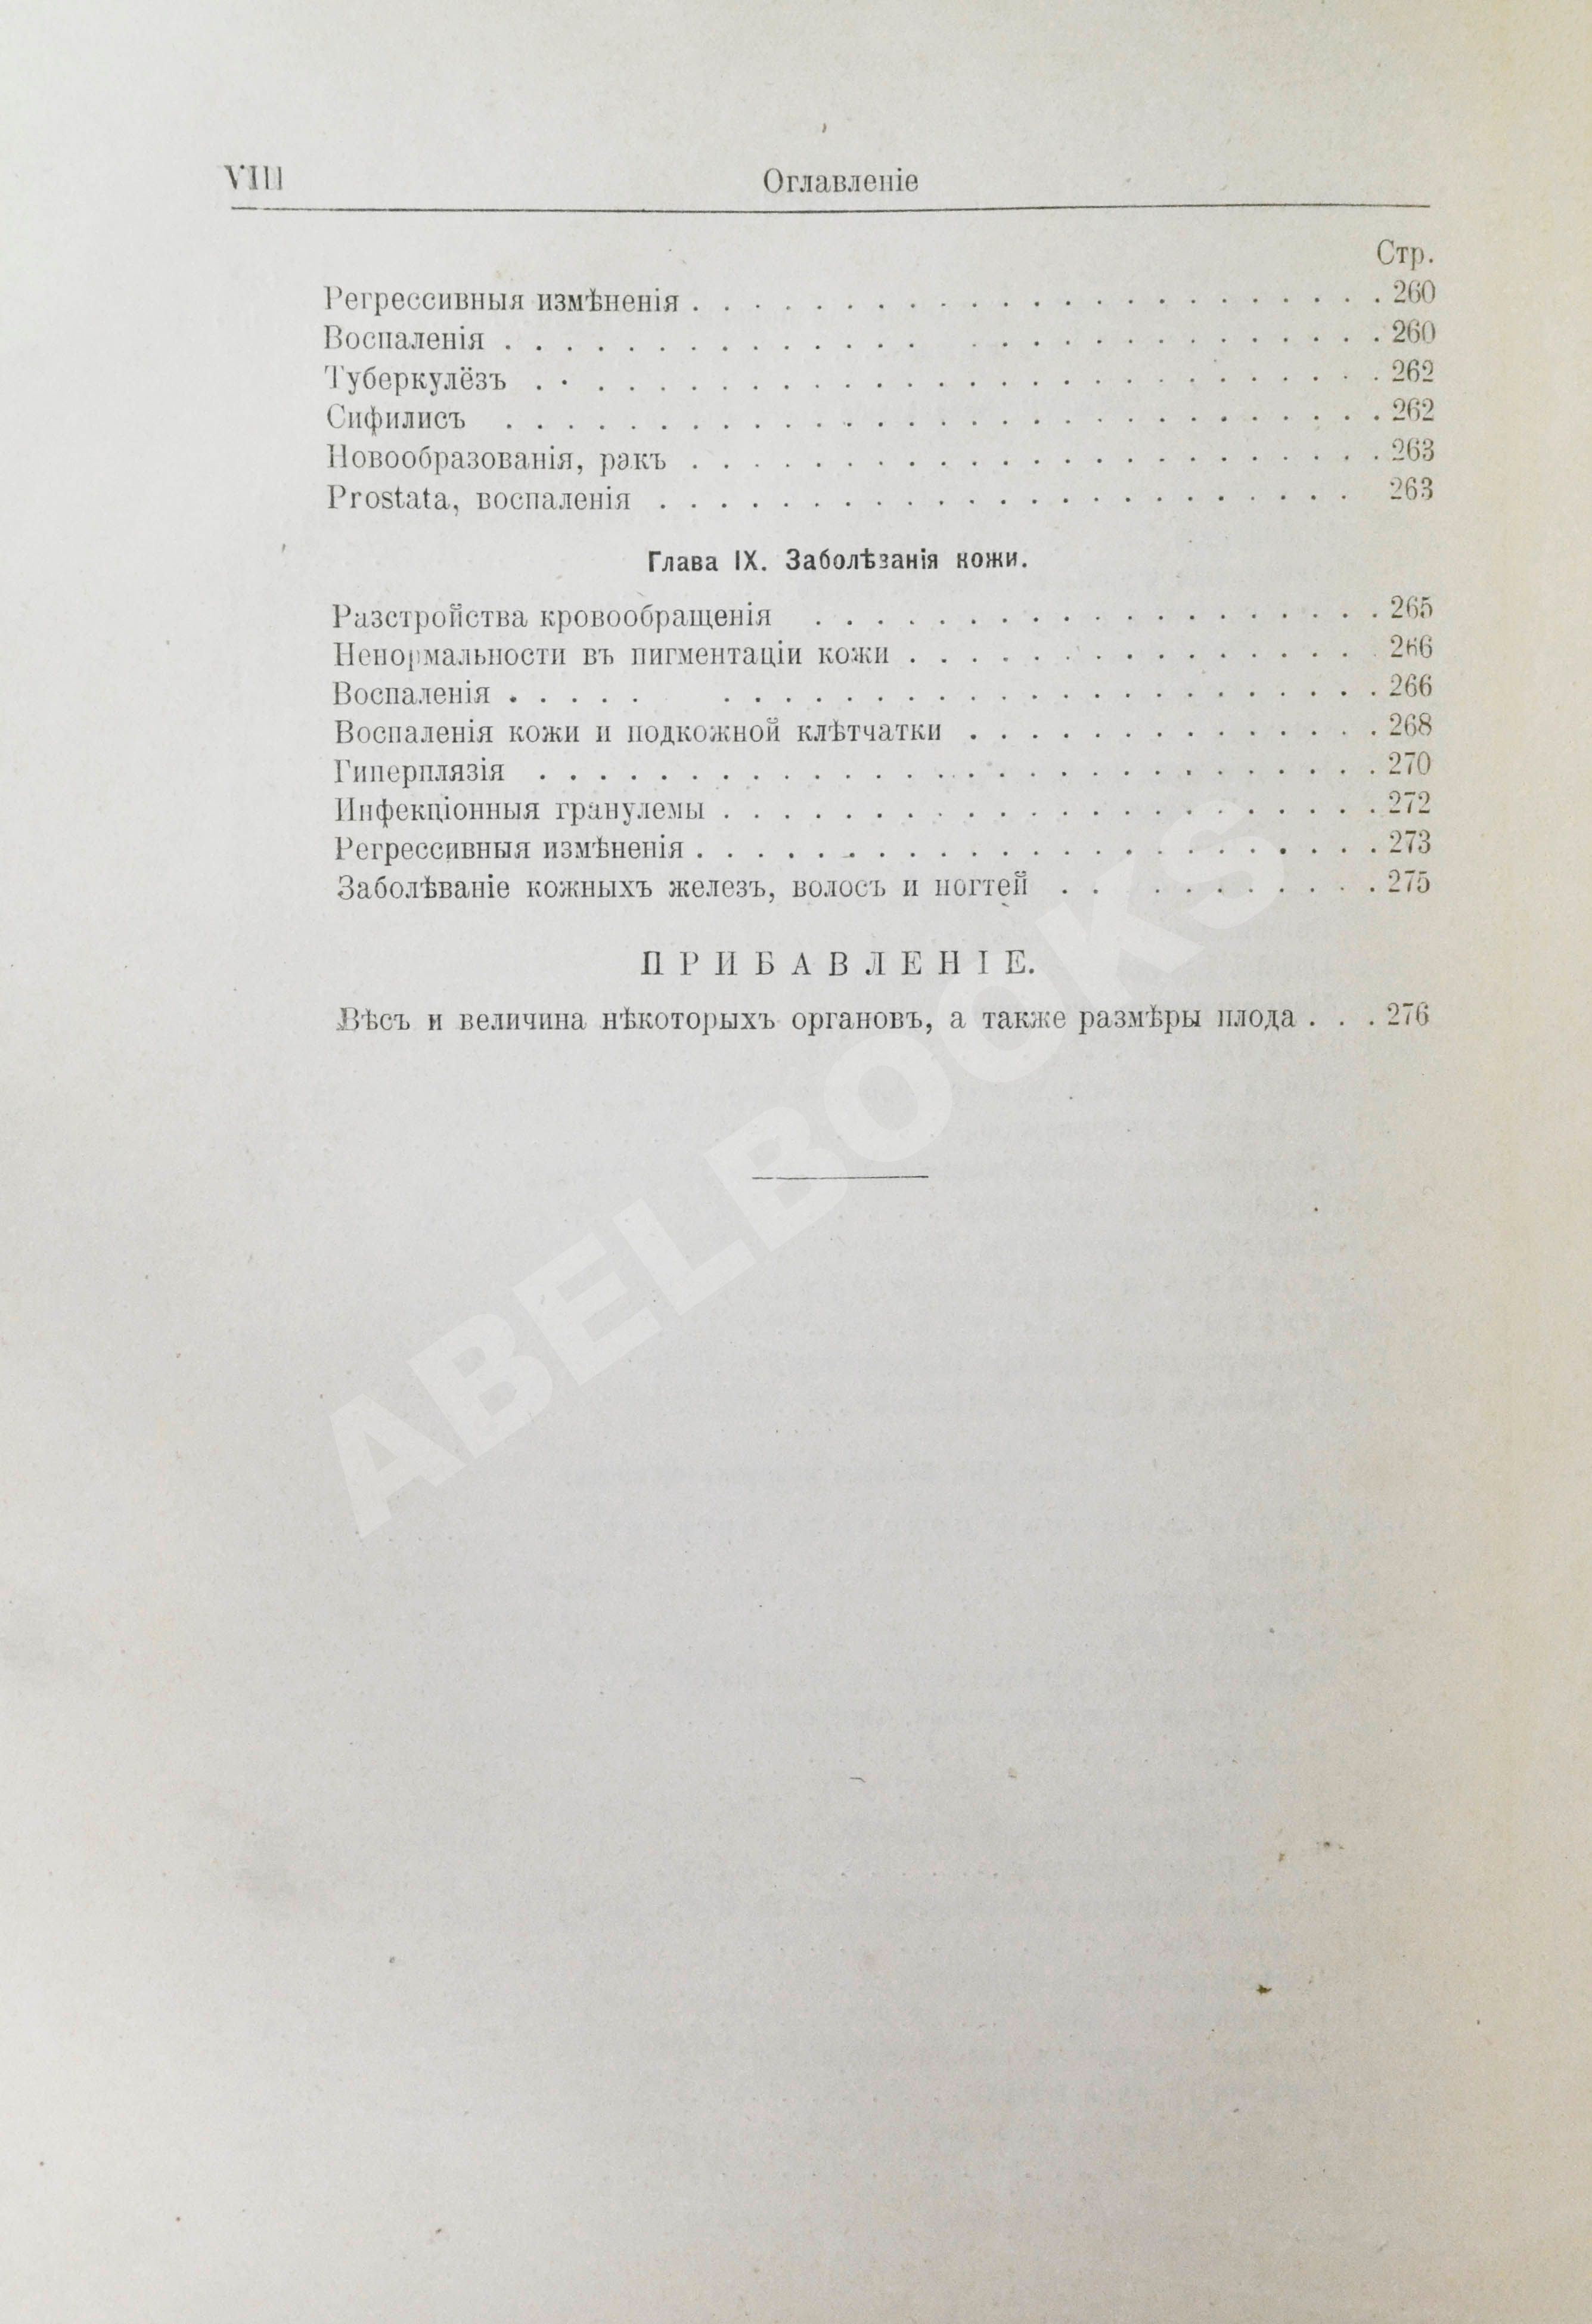 VIII Оглавленіе
Стр.
Регрессивныя измѣненія . . . . . . . . . . . . . . . . . . . . . . . 260
Воспаленія . . . . . . . . . . . . . . . . . . . . . . . . . . . . 260
Туберкулёзъ . . . . . . . . . . . . . . . . . . . . . . . . . . . . 262
Сифилисъ . . . . . . . . . . . . . . . . . . . . . . . . . . . . . 262
Новообразованія, ракъ . . . . . . . . . . . . . . . . . . . . . . . 263
Prostata, воспаленія . . . . . . . . . . . . . . . . . . . . . . . 263
Глава IX. Заболѣзанія кожи.
Разстройства кровообращенія . . . . . . . . . . . . . . . . . . . 265
Ненормальности въ пигментаціи кожи . . . . . . . . . . . . . . . . 266
Воспаленія . . . . . . . . . . . . . . . . . . . . . . . . . . . 266
Воспаленія кожи и подкожной клѣтчатки . . . . . . . . . . . . . . 268
Гиперплязія . . . . . . . . . . . . . . . . . . . . . . . . . . . . 270
Инфекціонныя гранулемы . . . . . . . . . . . . . . . . . . . . . . 272
Регрессивныя измѣненія . . . . . . . . . . . . . . . . . . . . . . . 273
Заболѣваніе кожныхъ железъ, волосъ и ногтей . . . . . . . . . . 275
ПРИБАВЛЕНІЕ.
Вѣсъ и величина нѣкоторыхъ органовъ, а также размѣры плода . . . 276
ABELBOOKS